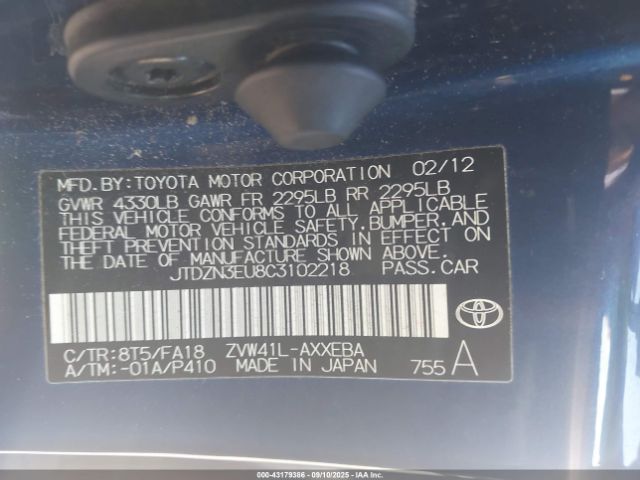 MFD.BY:TOYOTA MOTOR CORPORATION 02/12
GVWR 4330LB GAWR FR 2295LB RR 2295LB
THIS VEHICLE CONFORMS TO ALL APPLICABLE
FEDERAL MOTOR VEHICLE SAFETY,BUMPER,AND
THEFT PREVENTION STANDARDS IN EFFECT ON
THE DATE OF MANUFACTURE SHOWN ABOVE.
JTDZN3EU8C3102218 PASS.CAR
C/TR:8T5/FA18 ZVW41L-AXXEBA
A/TM:-01A/P410 MADE IN JAPAN 755 A
000-43179386 - 09/10/2025 - IAAI.COM